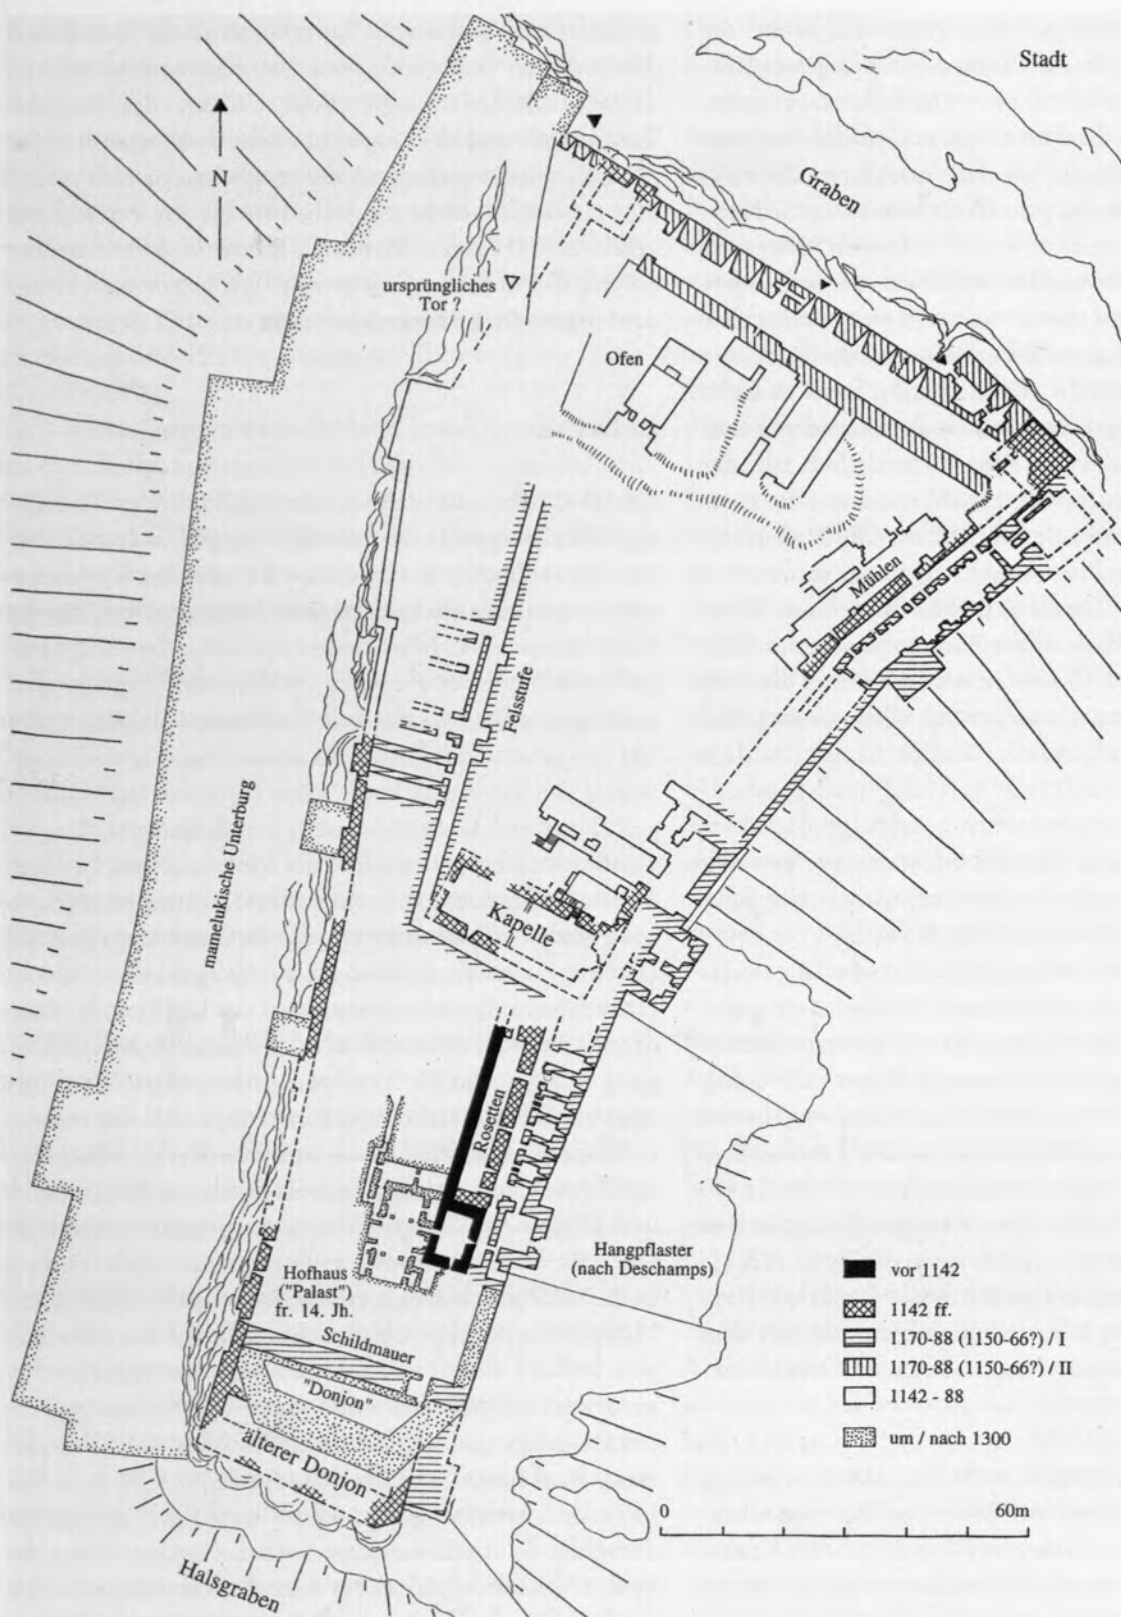 Stadt
N
Graben
ursprüngliches
Tor ?
Ofen
Mühlen
Felsstufe
mamelukische Unterburg
Kapelle
Rosetten
Hofhaus
("Palast")
fr. 14. Jh.
Hangpflaster
(nach Deschamps)
Schildmauer
"Donjon"
älterer Donjon
Halsgraben
vor 1142
1142 ff.
1170-88 (1150-66?) / I
1170-88 (1150-66?) / II
1142 - 88
um / nach 1300
0 60m